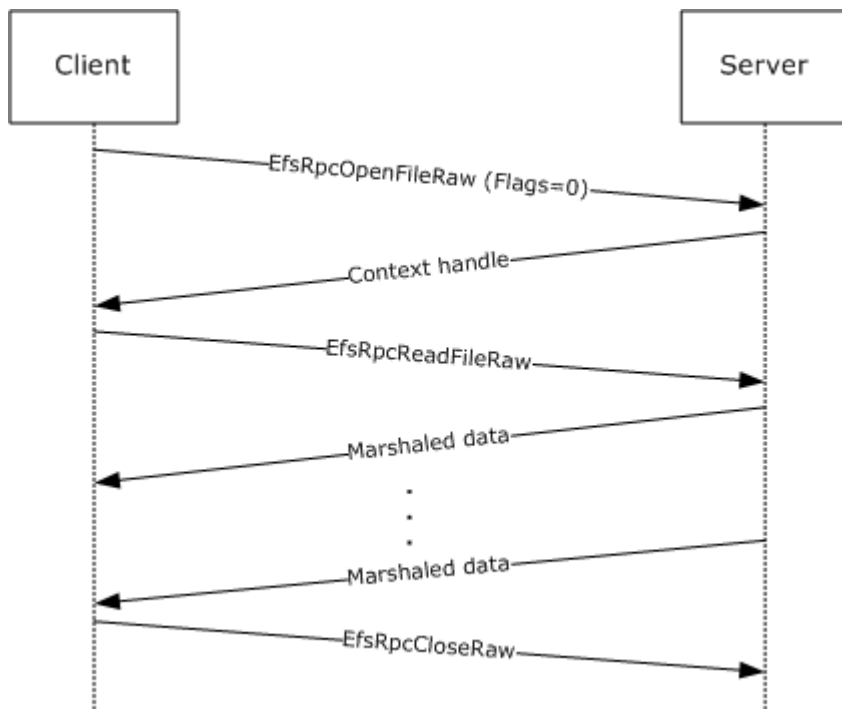 Client
Server
EfsRpcOpenFileRaw (Flags=0)
Context handle
EfsRpcReadFileRaw
Marshaled data
Marshaled data
EfsRpcCloseRaw